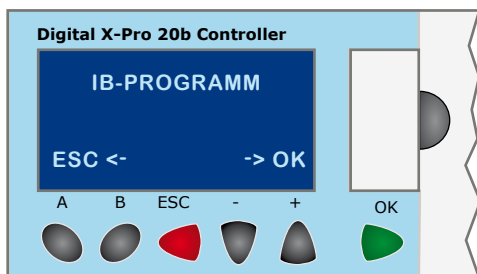 Digital X-Pro 20b Controller
IB-PROGRAMM
ESC <- -> OK
A B ESC - + OK